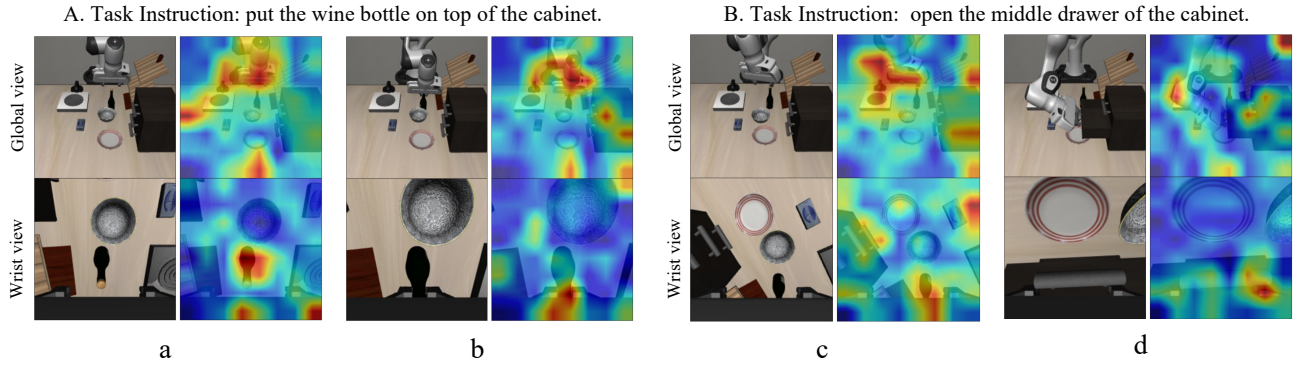 A. Task Instruction: put the wine bottle on top of the cabinet.
B. Task Instruction: open the middle drawer of the cabinet.
Global view
Wrist view
Global view
Wrist view
a
b
c
d